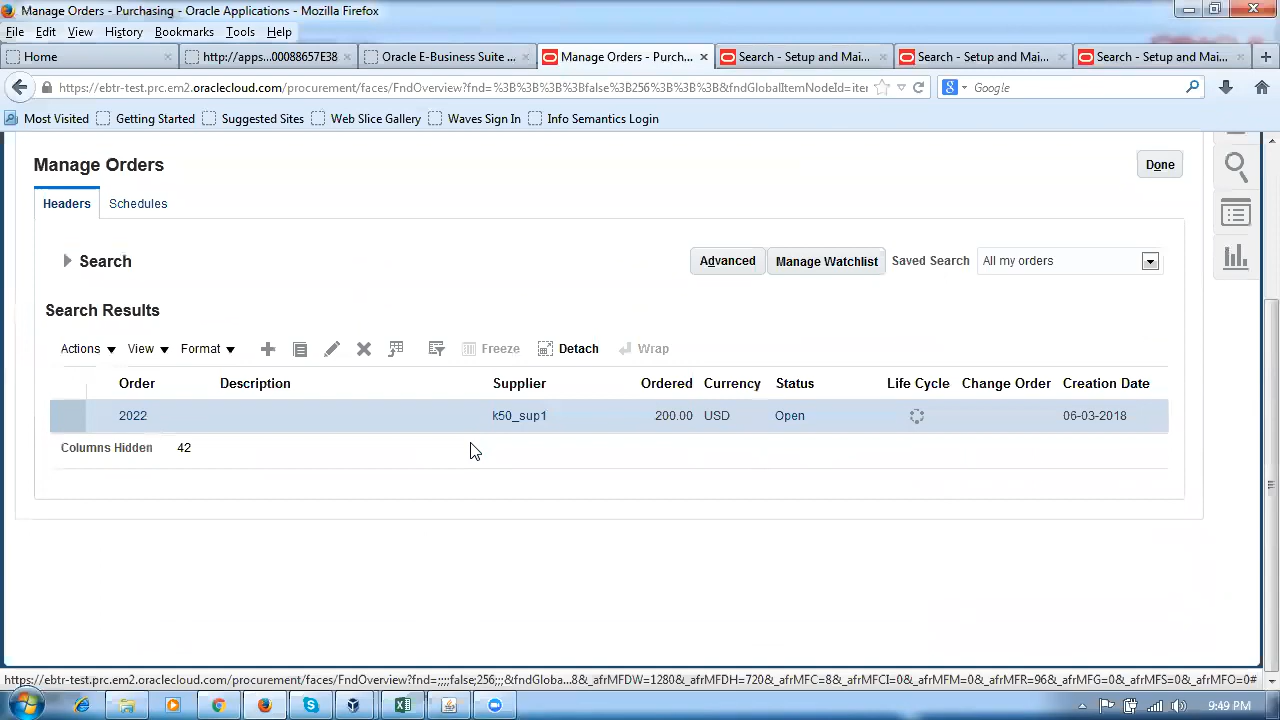 Manage Orders - Purchasing - Oracle Applications - Mozilla Firefox
File Edit View History Bookmarks Tools Help
Home http://apps....00088657E38 Oracle E-Business Suite Manage Orders - Purch... Search - Setup and Mai... Search - Setup and Mai... Search - Setup and Mai...
https://ebtr-test.prc.em2.oraclecloud.com/procurement/faces/FndOverview?fnd=%3B%3B%3B%3Bfalse%3B256%3B%3B%3B&fndGlobalItemNodeId=iter Google
Most Visited Getting Started Suggested Sites Web Slice Gallery Waves Sign In Info Semantics Login
Manage Orders Done
Headers Schedules
Search Advanced Manage Watchlist Saved Search All my orders
Search Results
Actions View Format Freeze Detach Wrap
Order Description Supplier Ordered Currency Status Life Cycle Change Order Creation Date
2022 k50_sup1 200.00 USD Open 06-03-2018
Columns Hidden 42
https://ebtr-test.prc.em2.oraclecloud.com/procurement/faces/FndOverview?fnd=;;;;false;256;;;&fndGloba...8&_afrMFDW=1280&_afrMFDH=720&_afrMFC=8&_afrMFCI=0&_afrMFM=0&_afrMFR=96&_afrMFG=0&_afrMFS=0&_afrMFO=0#
9:49 PM